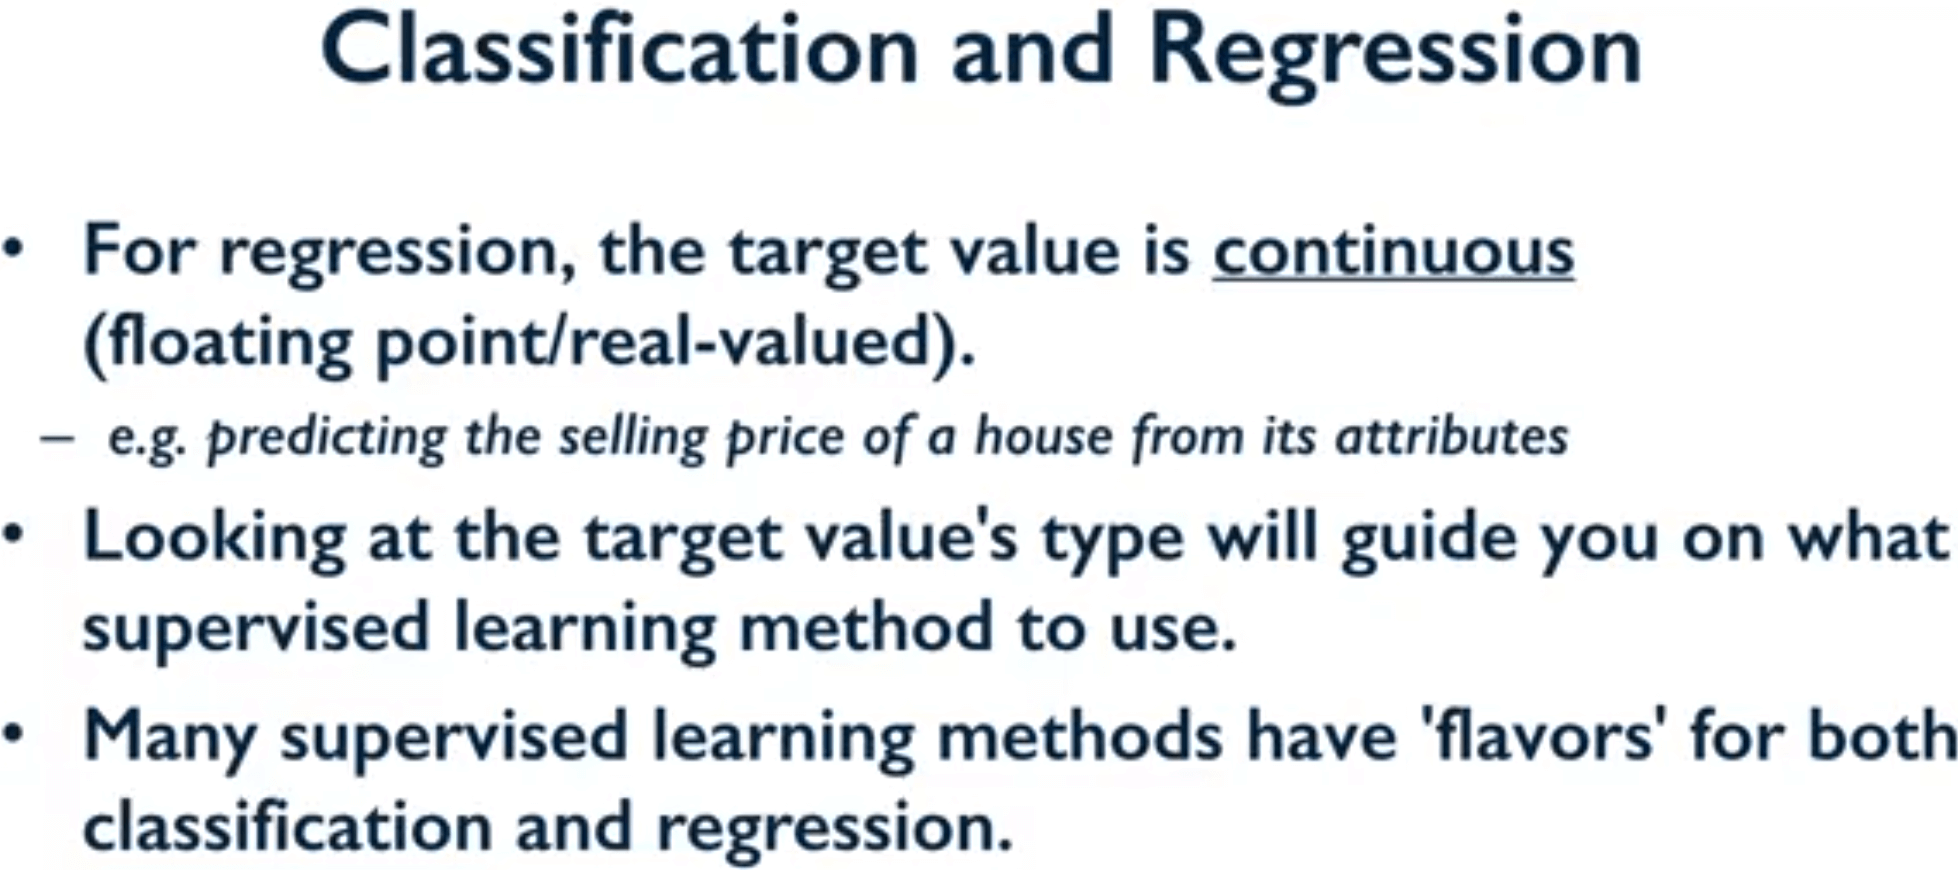 Classification and Regression
• For regression, the target value is continuous
(floating point/real-valued).
– e.g. predicting the selling price of a house from its attributes
• Looking at the target value's type will guide you on what
supervised learning method to use.
• Many supervised learning methods have 'flavors' for both
classification and regression.